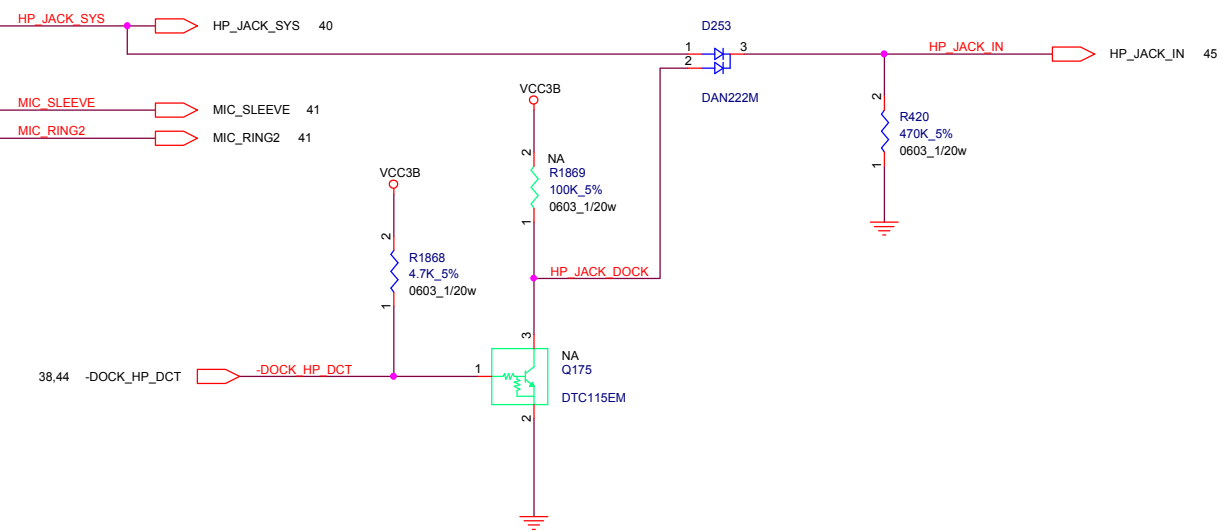 HP_JACK_SYS
HP_JACK_SYS 40
D253
1
2
3
HP_JACK_IN
HP_JACK_IN 45
DAN222M
MIC_SLEEVE
MIC_SLEEVE 41
MIC_RING2
MIC_RING2 41
VCC3B
2
NA
R1869
100K_5%
0603_1/20w
1
2
R420
470K_5%
0603_1/20w
1
VCC3B
2
R1868
4.7K_5%
0603_1/20w
1
HP_JACK_DOCK
3
NA
Q175
DTC115EM
1
2
38,44 -DOCK_HP_DCT
-DOCK_HP_DCT